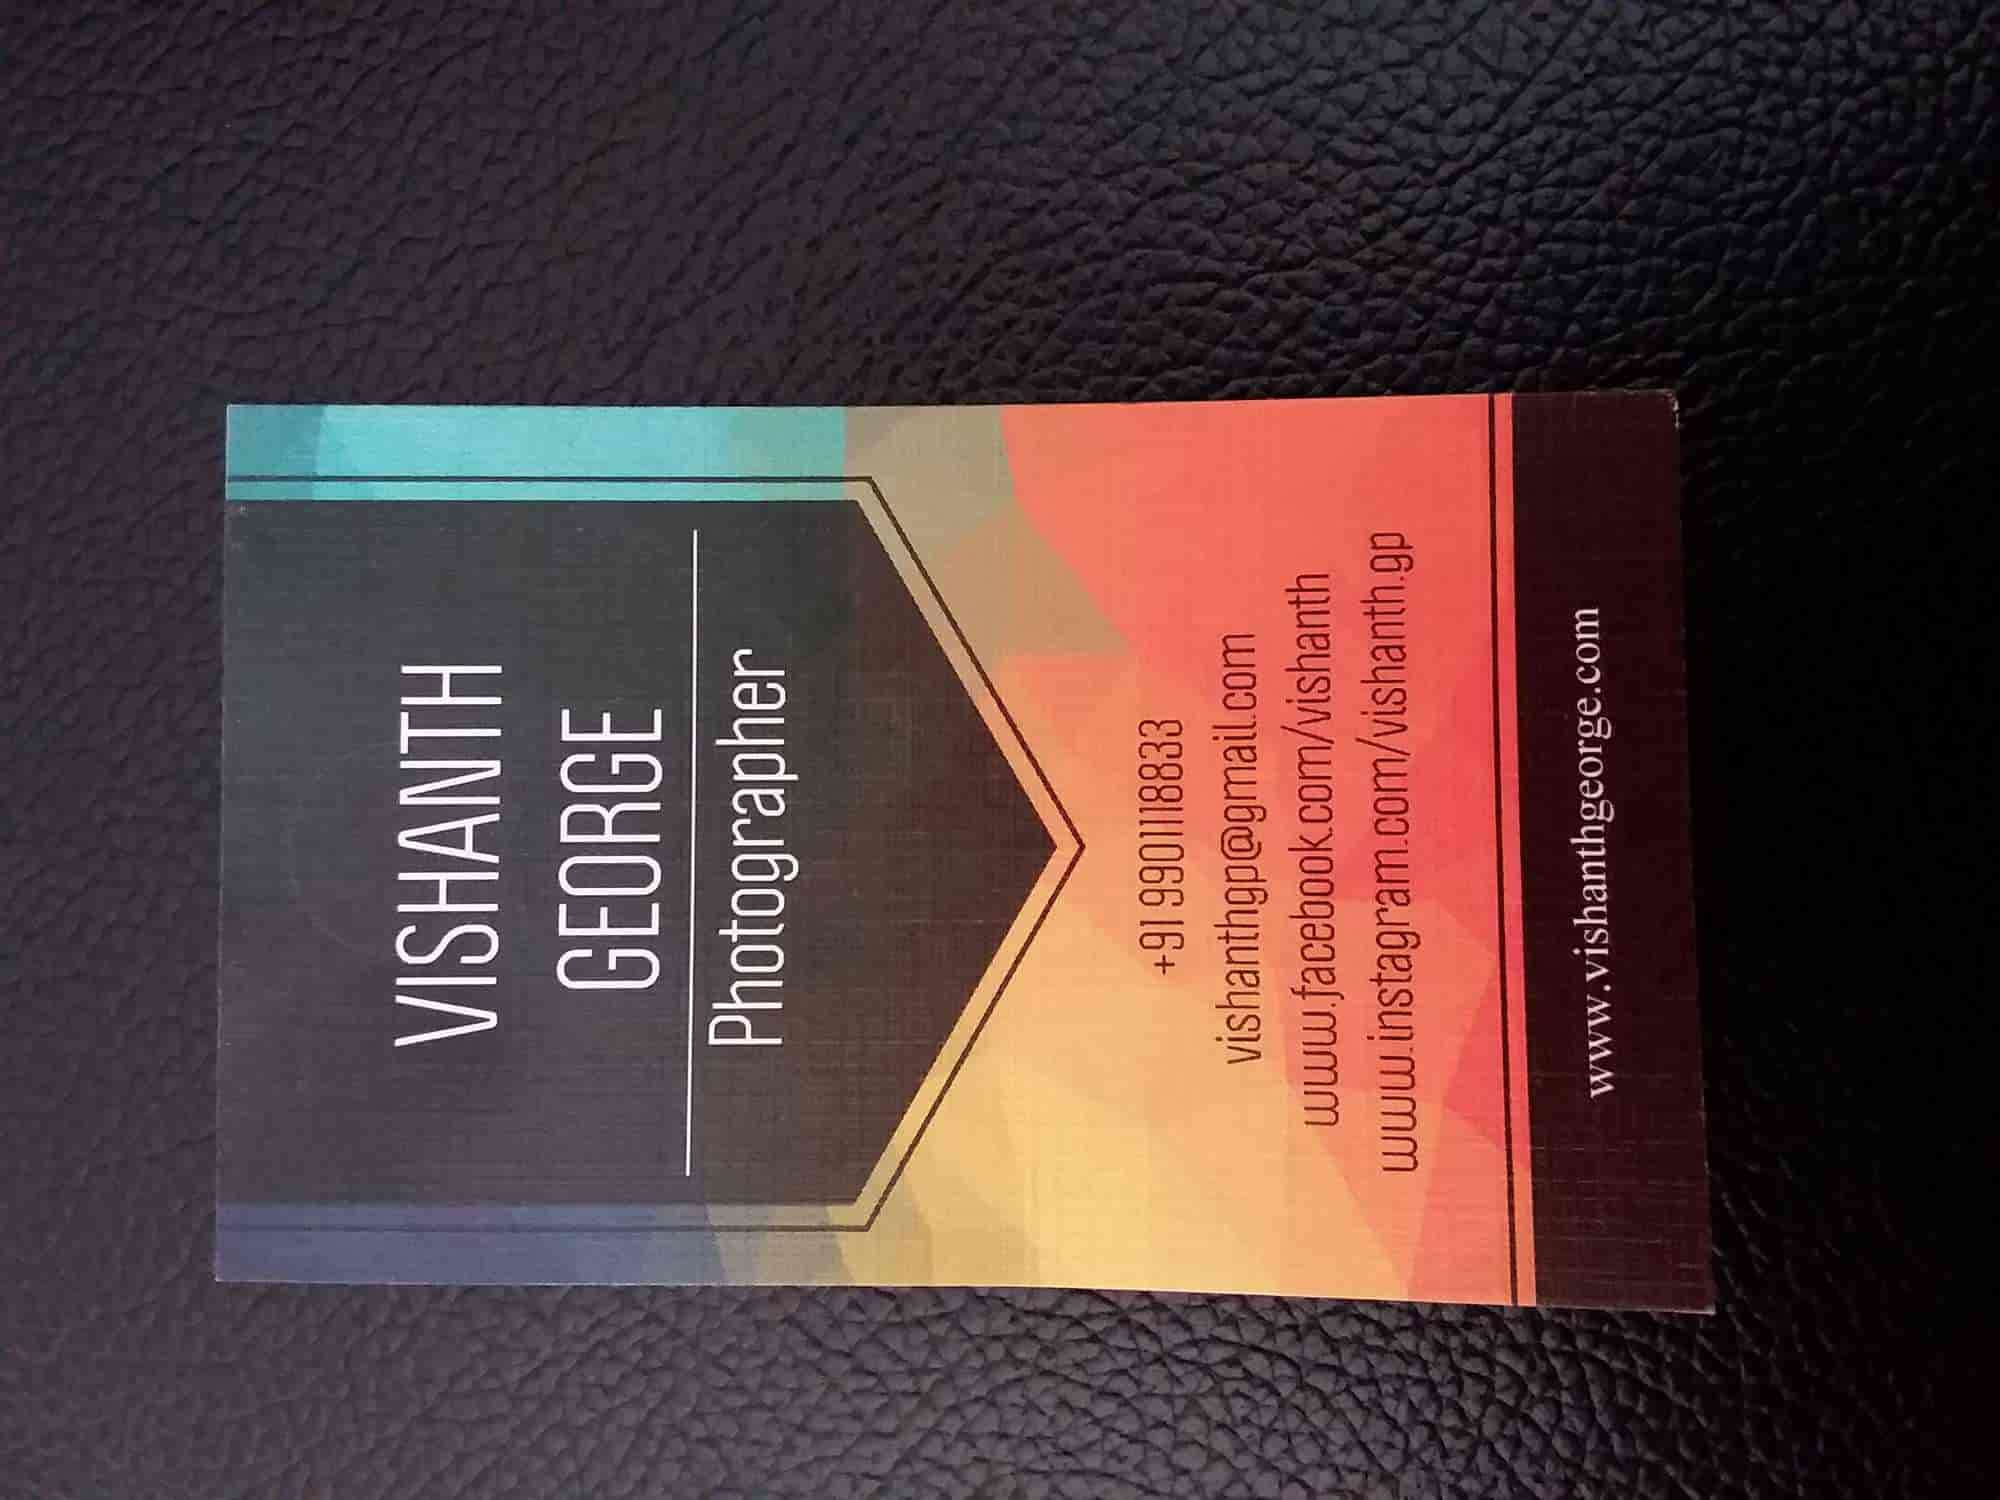 VISHANTH
GEORGE
Photographer
+91 9901118833
vishanthgp@gmail.com
www.facebook.com/vishanth
www.instagram.com/vishanth.gp
www.vishanthgeorge.com